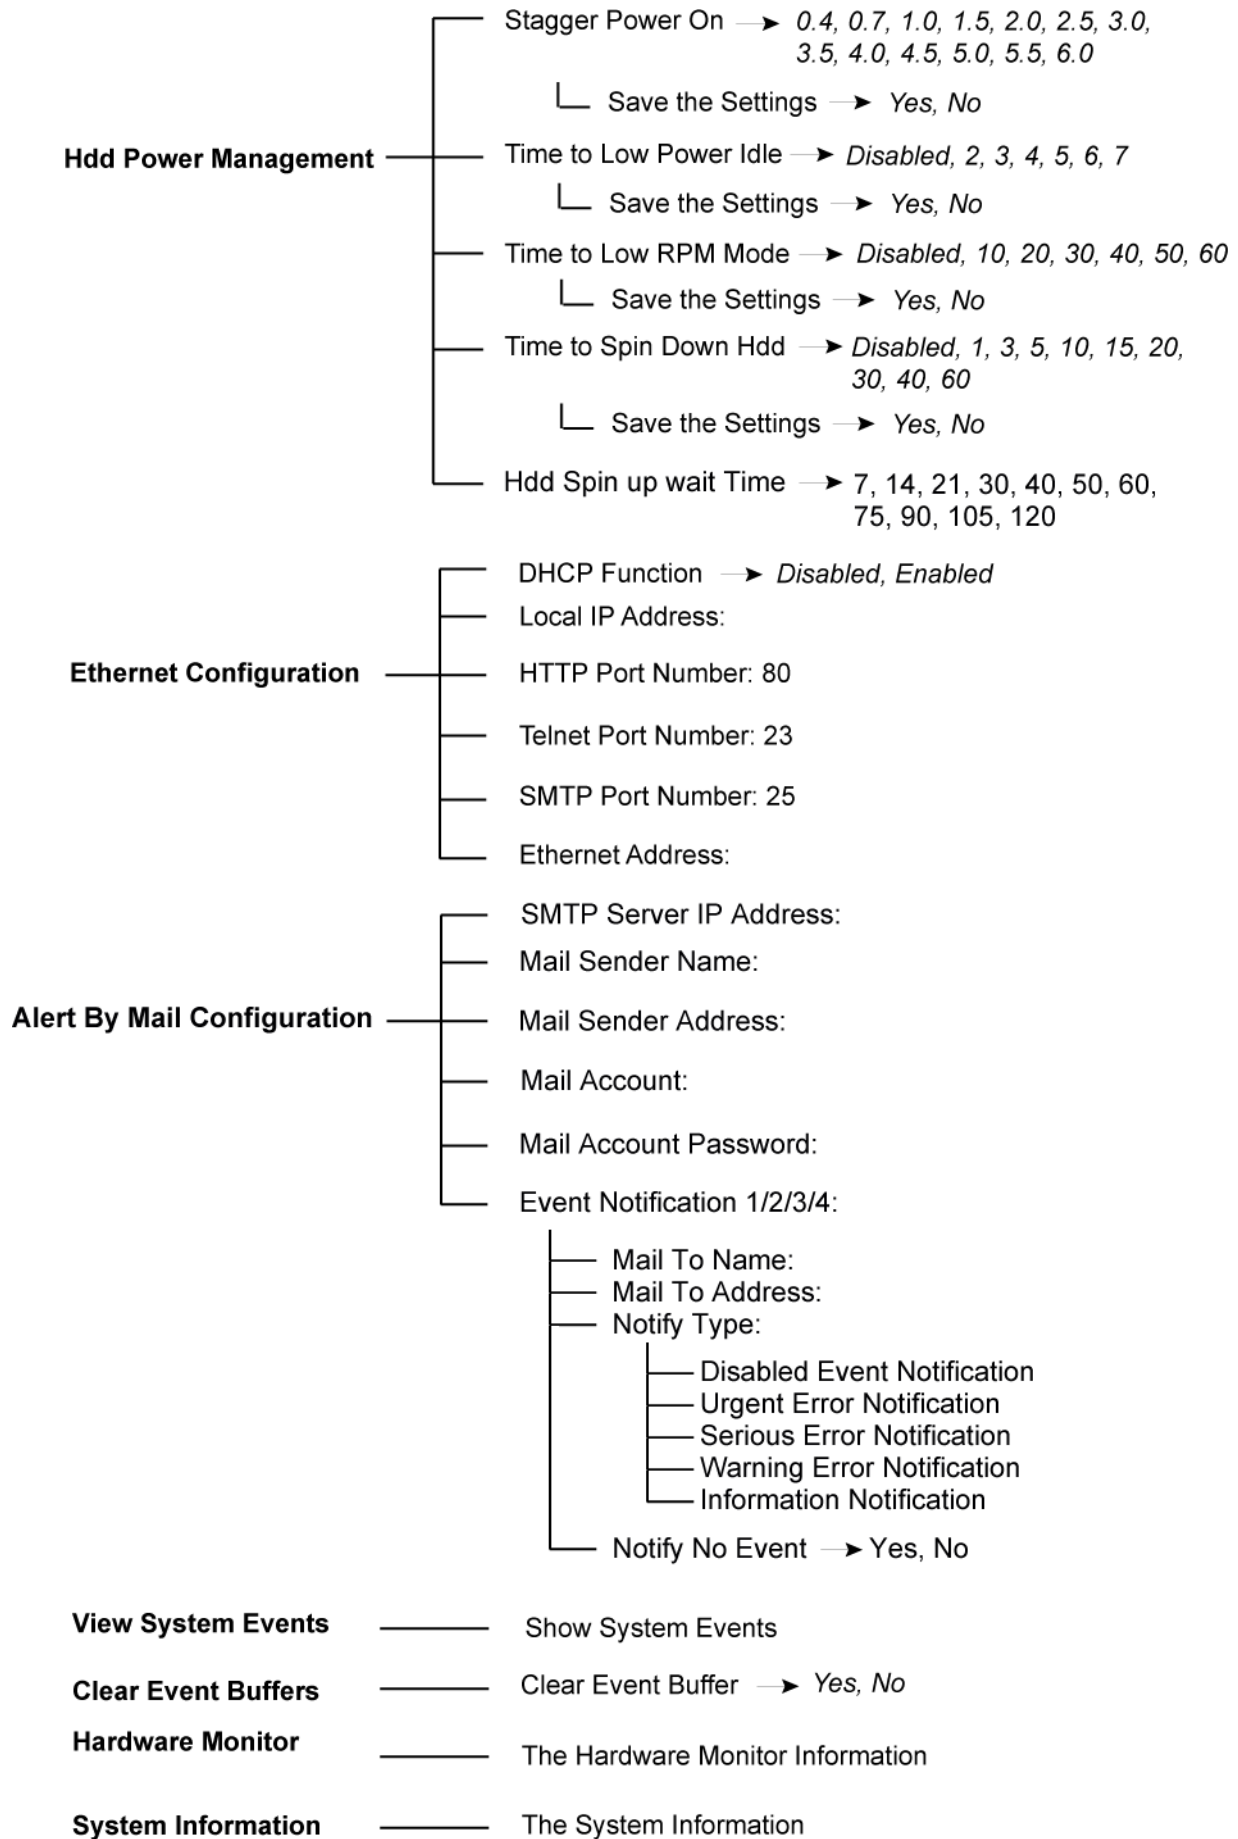 Stagger Power On 0.4, 0.7, 1.0, 1.5, 2.0, 2.5, 3.0,
3.5, 4.0, 4.5, 5.0, 5.5, 6.0
Save the Settings Yes, No
Hdd Power Management
Time to Low Power Idle Disabled, 2, 3, 4, 5, 6, 7
Save the Settings Yes, No
Time to Low RPM Mode Disabled, 10, 20, 30, 40, 50, 60
Save the Settings Yes, No
Time to Spin Down Hdd Disabled, 1, 3, 5, 10, 15, 20,
30, 40, 60
Save the Settings Yes, No
Hdd Spin up wait Time 7, 14, 21, 30, 40, 50, 60,
75, 90, 105, 120
DHCP Function Disabled, Enabled
Local IP Address:
Ethernet Configuration
HTTP Port Number: 80
Telnet Port Number: 23
SMTP Port Number: 25
Ethernet Address:
SMTP Server IP Address:
Mail Sender Name:
Alert By Mail Configuration
Mail Sender Address:
Mail Account:
Mail Account Password:
Event Notification 1/2/3/4:
Mail To Name:
Mail To Address:
Notify Type:
Disabled Event Notification
Urgent Error Notification
Serious Error Notification
Warning Error Notification
Information Notification
Notify No Event Yes, No
View System Events Show System Events
Clear Event Buffers Clear Event Buffer Yes, No
Hardware Monitor The Hardware Monitor Information
System Information The System Information